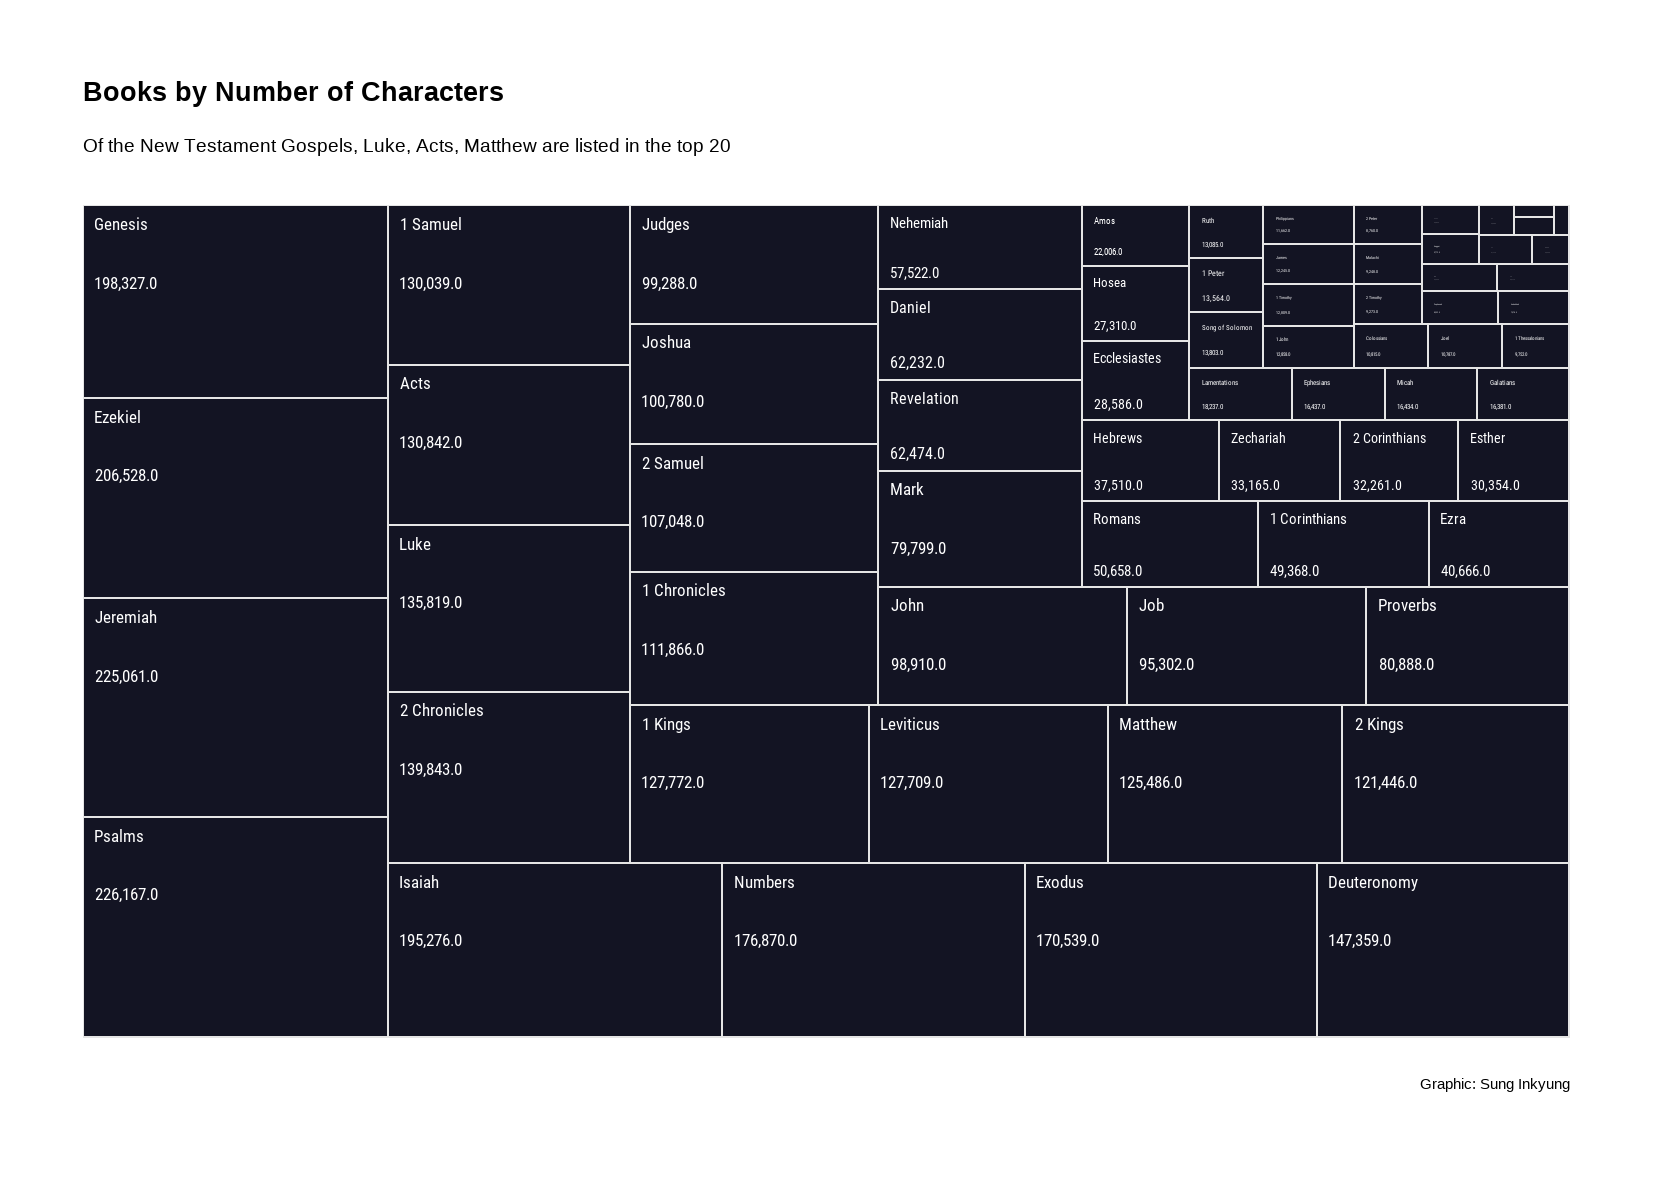 Books by Number of Characters
Of the New Testament Gospels, Luke, Acts, Matthew are listed in the top 20
Genesis
198,327.0
Ezekiel
206,528.0
Jeremiah
225,061.0
Psalms
226,167.0
1 Samuel
130,039.0
Acts
130,842.0
Luke
135,819.0
2 Chronicles
139,843.0
Isaiah
195,276.0
Numbers
176,870.0
Exodus
170,539.0
Deuteronomy
147,359.0
Judges
99,288.0
Joshua
100,780.0
2 Samuel
107,048.0
1 Chronicles
111,866.0
1 Kings
127,772.0
Leviticus
127,709.0
Matthew
125,486.0
2 Kings
121,446.0
Nehemiah
57,522.0
Daniel
62,232.0
Revelation
62,474.0
Mark
79,799.0
John
98,910.0
Job
95,302.0
Proverbs
80,888.0
Amos
22,006.0
Hosea
27,310.0
Ecclesiastes
28,586.0
Hebrews
37,510.0
Zechariah
33,165.0
2 Corinthians
32,261.0
Esther
30,354.0
Romans
50,658.0
1 Corinthians
49,368.0
Ezra
40,666.0
Ruth
13,085.0
1 Peter
13,564.0
Song of Solomon
13,803.0
Lamentations
18,237.0
Ephesians
16,437.0
Micah
16,434.0
Galatians
16,381.0
Philippians
James
1 Timothy
1 John
2 Peter
Malachi
2 Timothy
Colossians
Joel
1 Thessalonians
Graphic: Sung Inkyung